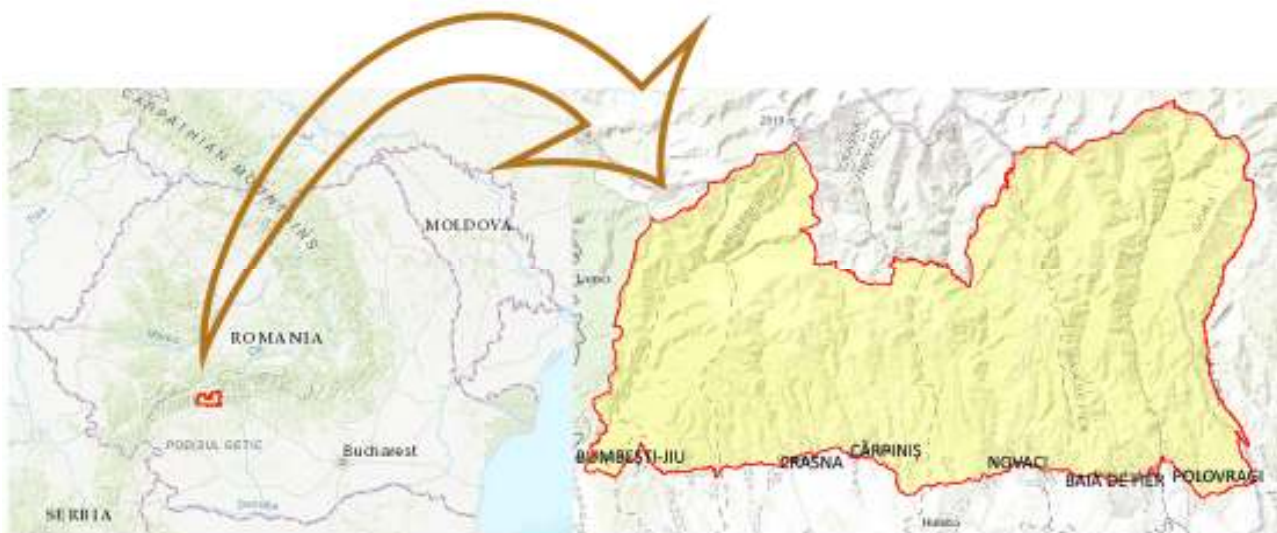 CARPATHIAN MOUNTAINS
MOLDOVA
ROMANIA
PODIȘUL GETIC
Bucharest
SERBIA
BUMBEȘTI-JIU
CRASNA
CĂRPINIȘ
NOVACI
BAIA DE FIER
POLOVRAGI